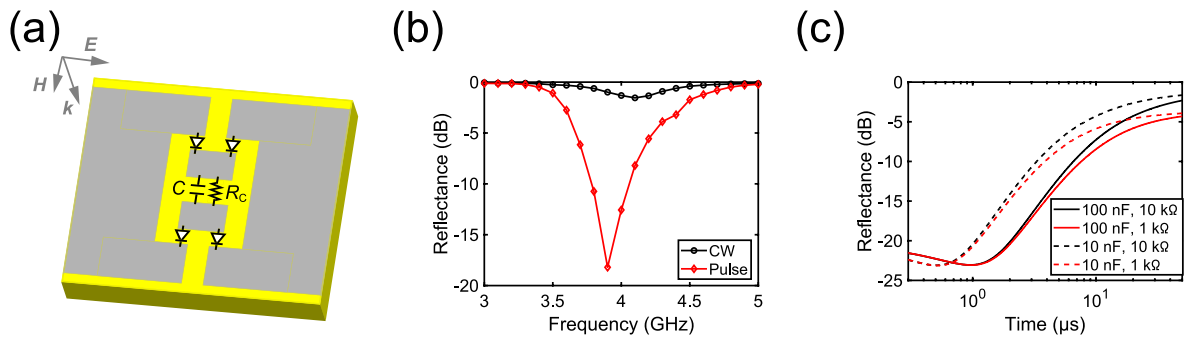 (a)
E
H
k
C
R_C
(b)
Reflectance (dB)
0
-5
-10
-15
-20
3
3.5
4
4.5
5
Frequency (GHz)
CW
Pulse
(c)
Reflectance (dB)
0
-5
-10
-15
-20
-25
10^0
10^1
Time (μs)
100 nF, 10 kΩ
100 nF, 1 kΩ
10 nF, 10 kΩ
10 nF, 1 kΩ